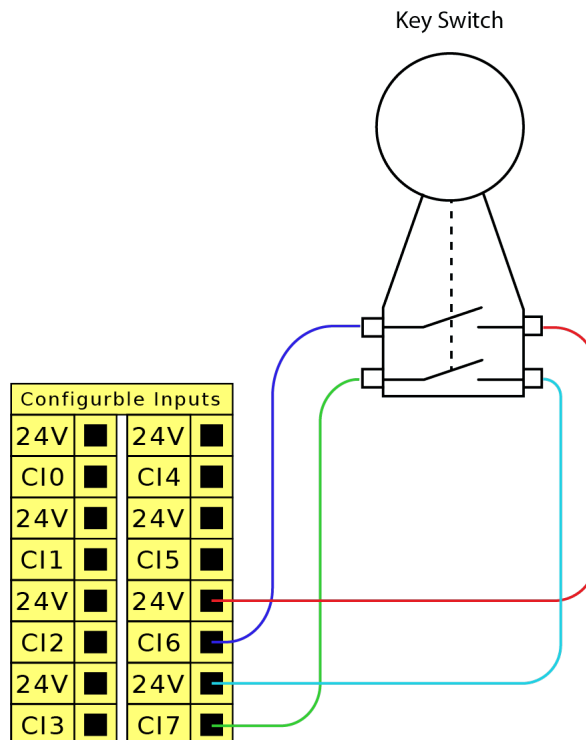 Key Switch
Configurble Inputs
24V 24V
CI0 CI4
24V 24V
CI1 CI5
24V 24V
CI2 CI6
24V 24V
CI3 CI7